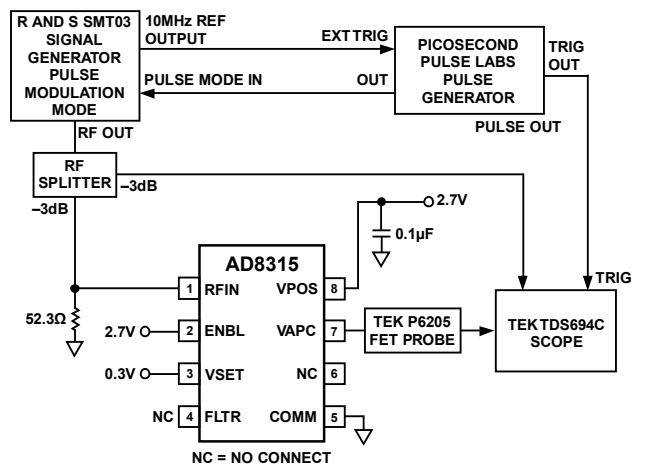 R AND S SMT03
SIGNAL
GENERATOR
PULSE
MODULATION
MODE
10MHz REF
OUTPUT
EXT TRIG
PICOSECOND
PULSE LABS
PULSE
GENERATOR
TRIG
OUT
PULSE MODE IN
OUT
PULSE OUT
RF OUT
RF
SPLITTER
–3dB
–3dB
2.7V
0.1µF
AD8315
1 RFIN
VPOS 8
TRIG
52.3Ω
2.7V
2 ENBL
VAPC 7
TEK P6205
FET PROBE
TEK TDS694C
SCOPE
0.3V
3 VSET
NC 6
NC
4 FLTR
COMM 5
NC = NO CONNECT